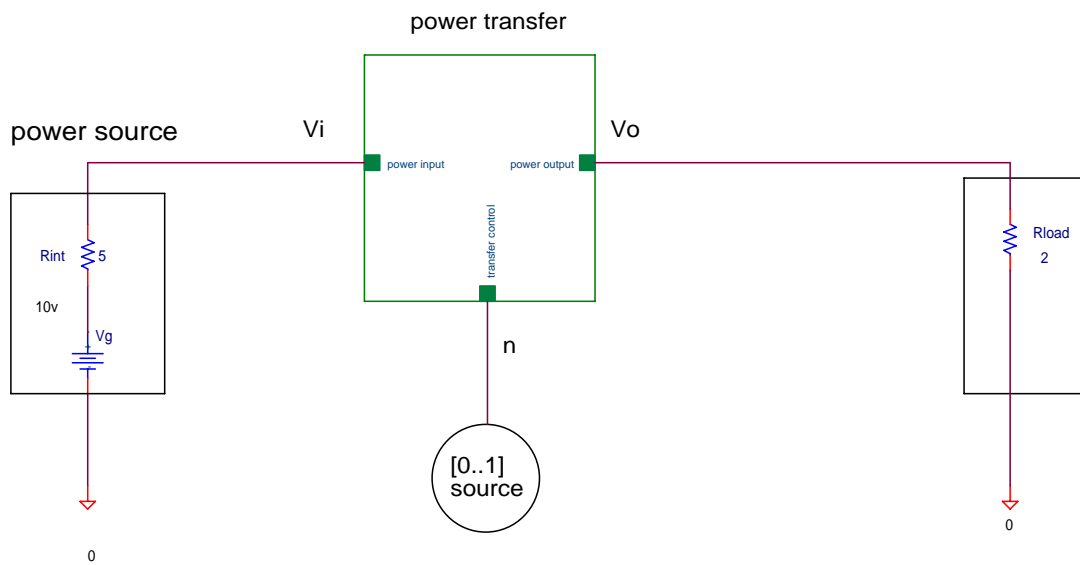 power transfer
power source
Vi
Vo
power input
power output
transfer control
Rint
5
10v
Vg
+
-
Rload
2
n
[0..1]
source
0
0